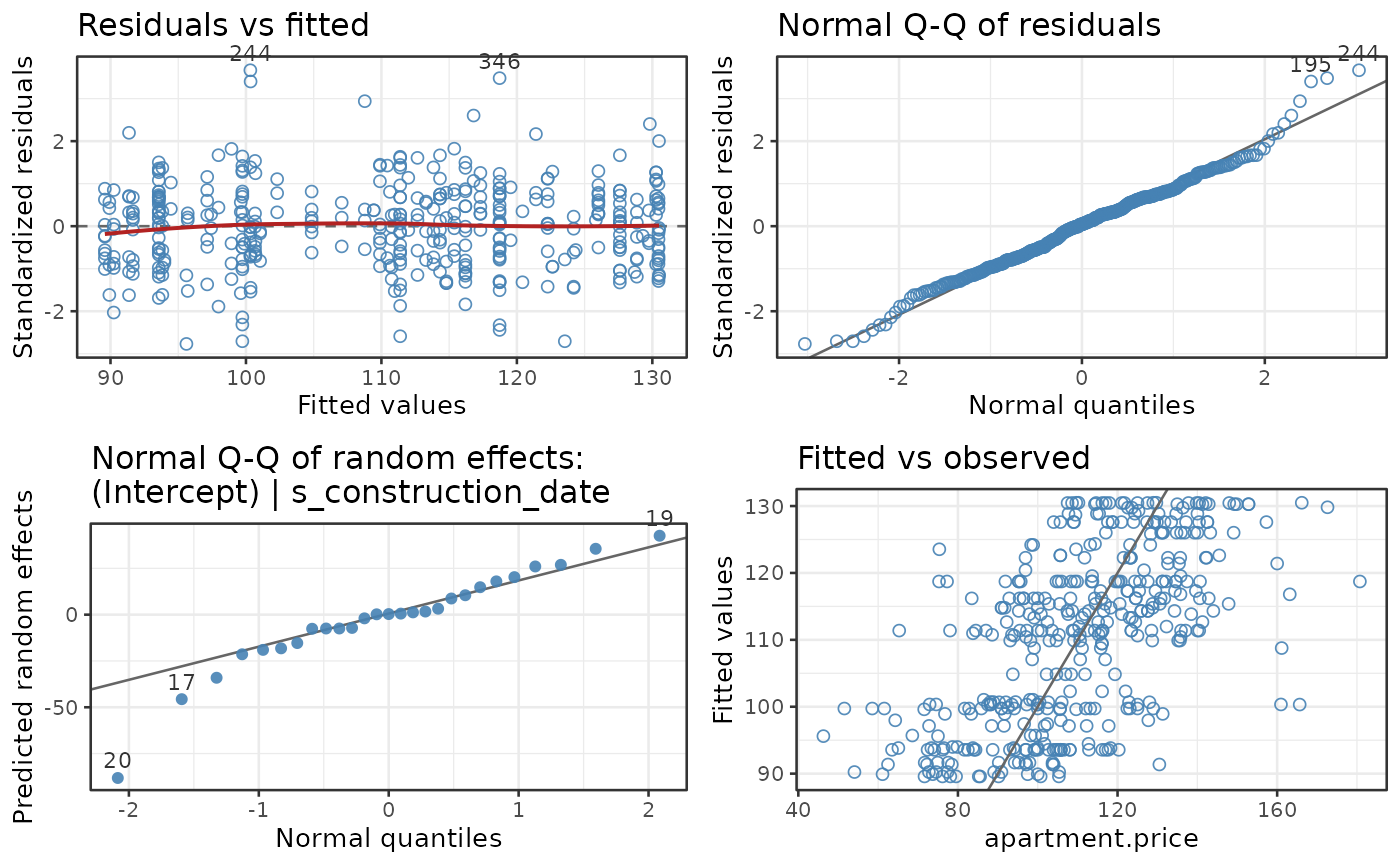 Residuals vs fitted
244
346
2
0
-2
90
100
110
120
130
Standardized residuals
Fitted values
Normal Q-Q of residuals
244
195
2
0
-2
-2
0
2
Standardized residuals
Normal quantiles
Normal Q-Q of random effects:
(Intercept) | s_construction_date
19
17
20
0
-50
-2
-1
0
1
2
Predicted random effects
Normal quantiles
Fitted vs observed
130
120
110
100
90
40
80
120
160
Fitted values
apartment.price